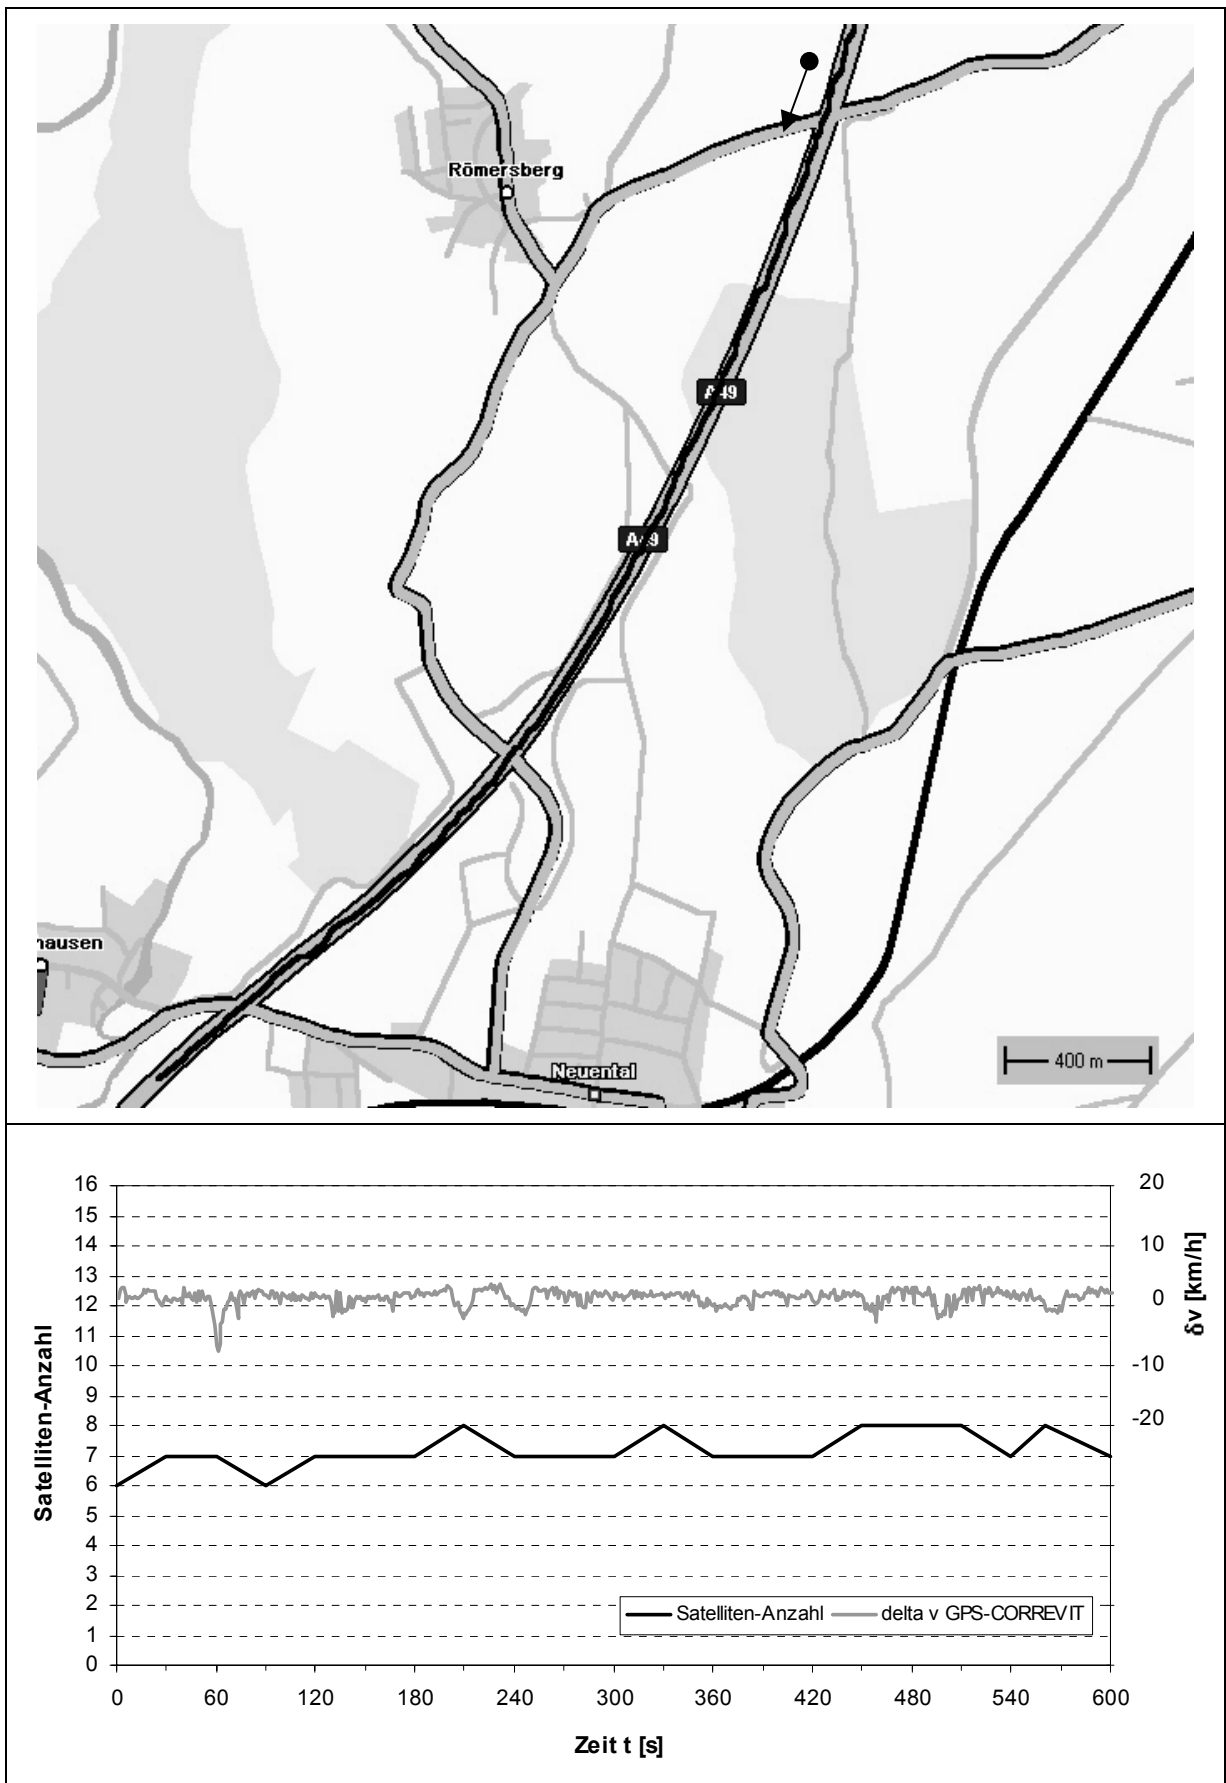 Römersberg
A49
A49
hausen
400 m
Neuental
16
15
14
13
12
11
10
9
8
7
6
5
4
3
2
1
0
20
10
0
-10
-20
Satelliten-Anzahl
δv [km/h]
Satelliten-Anzahl delta v GPS-CORREVIT
0 60 120 180 240 300 360 420 480 540 600
Zeit t [s]